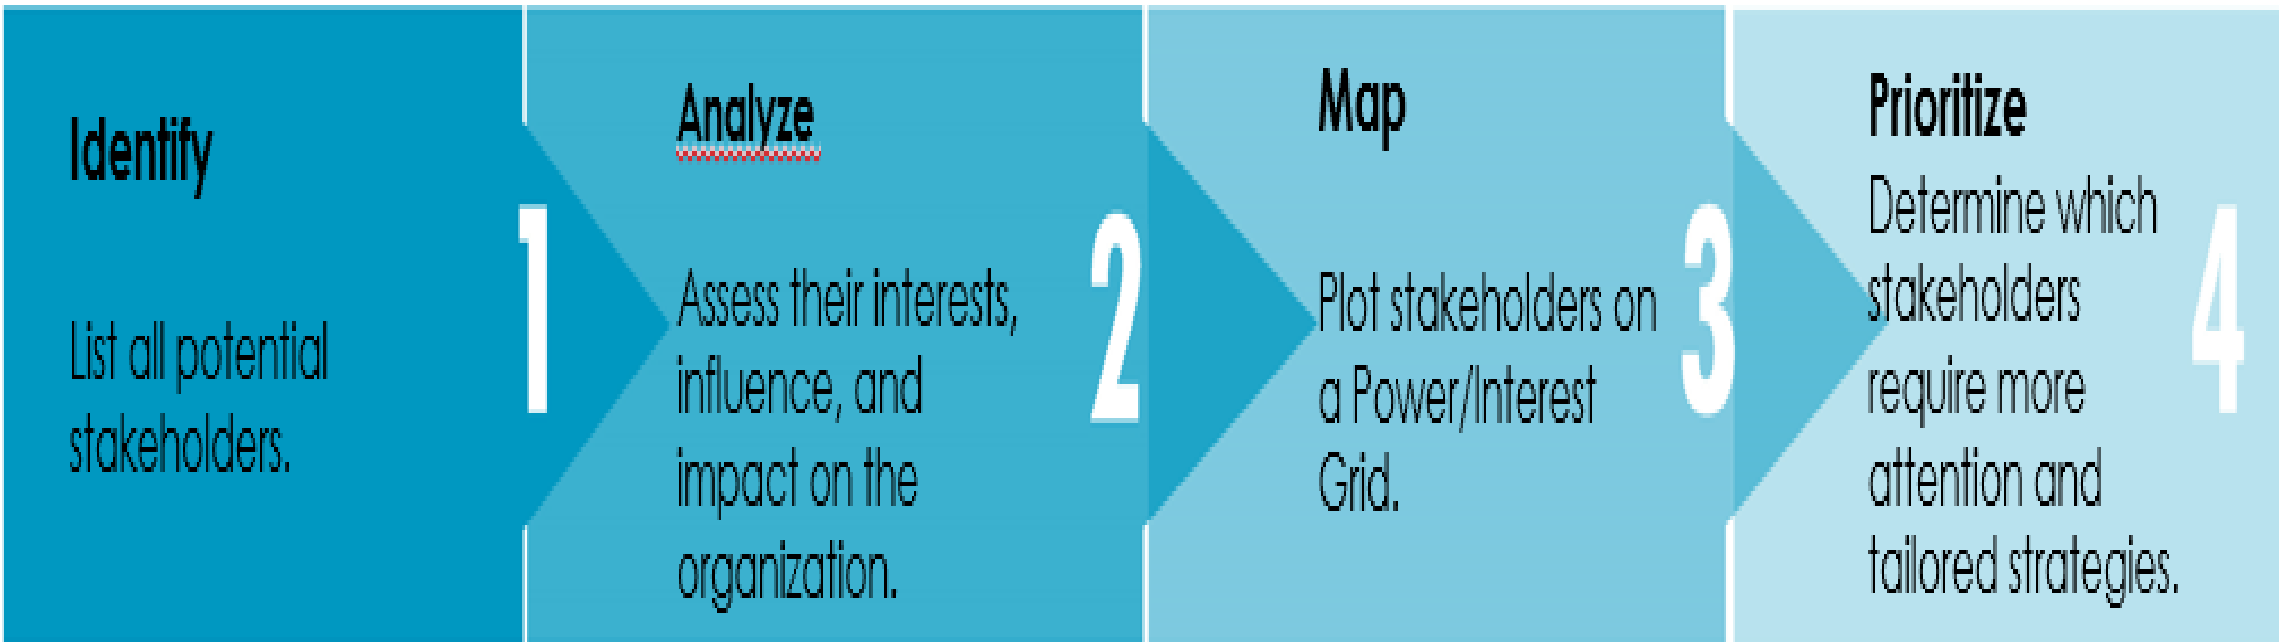 Identify
List all potential
stakeholders.
1
Analyze
Assess their interests,
influence, and
impact on the
organization.
2
Map
Plot stakeholders on
a Power/Interest
Grid.
3
Prioritize
Determine which
stakeholders
require more
attention and
tailored strategies.
4